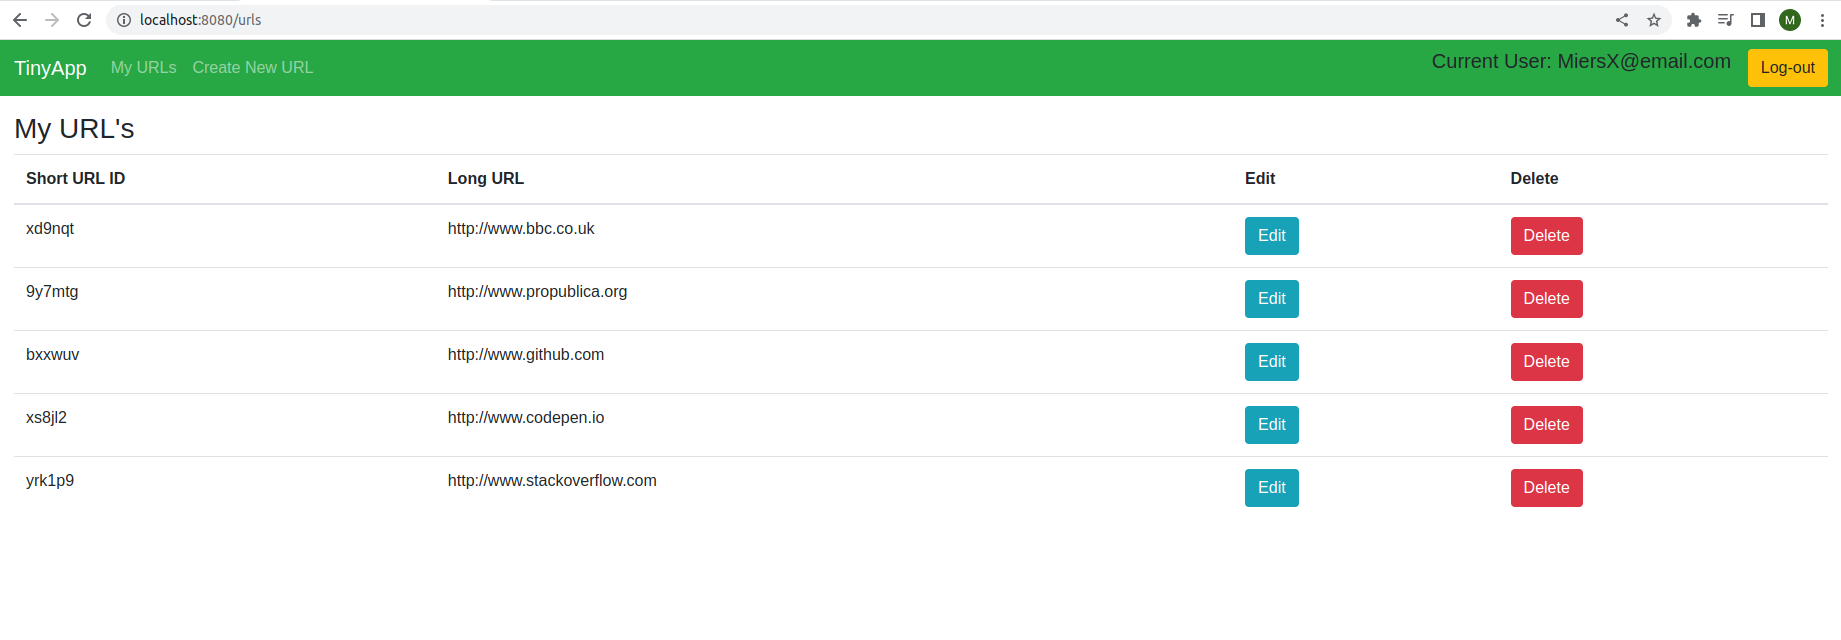 localhost:8080/urls
M
TinyApp My URLs Create New URL Current User: MiersX@email.com Log-out
My URL's
Short URL ID Long URL Edit Delete
xd9nqt http://www.bbc.co.uk Edit Delete
9y7mtg http://www.propublica.org Edit Delete
bxxwuv http://www.github.com Edit Delete
xs8jl2 http://www.codepen.io Edit Delete
yrk1p9 http://www.stackoverflow.com Edit Delete